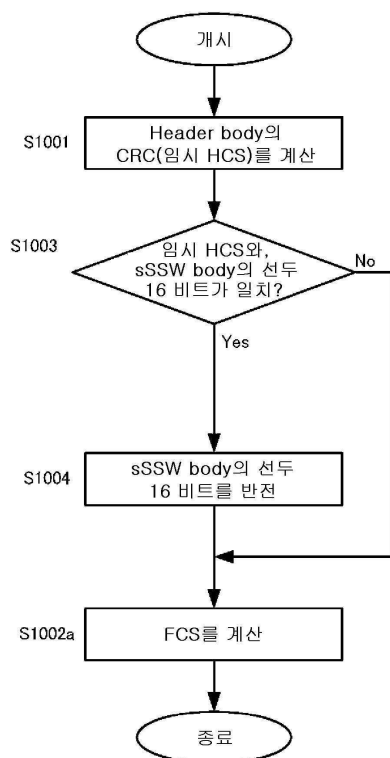 개시
S1001
Header body의
CRC(임시 HCS)를 계산
S1003
임시 HCS와,
sSSW body의 선두
16 비트가 일치?
No
Yes
S1004
sSSW body의 선두
16 비트를 반전
S1002a
FCS를 계산
종료